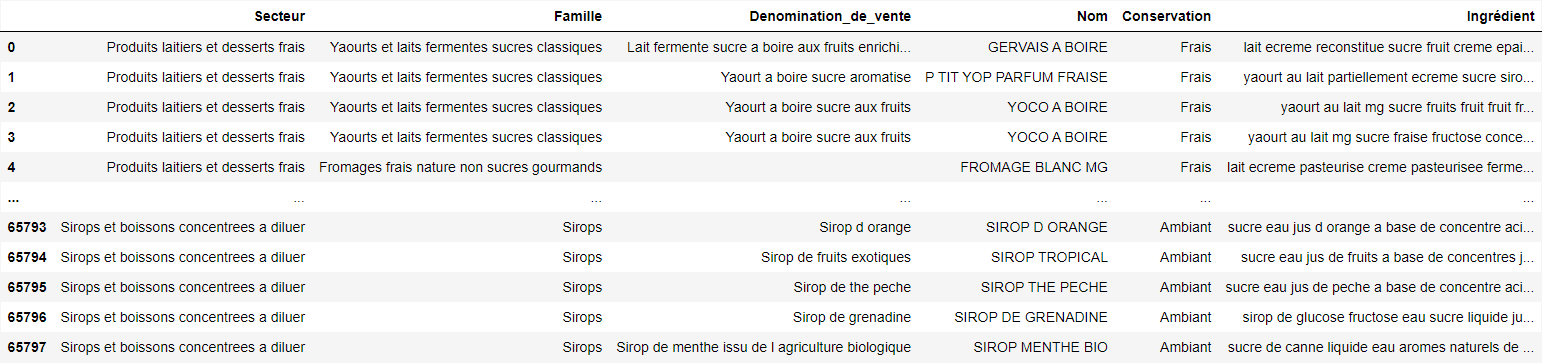 Secteur Famille Denomination_de_vente Nom Conservation Ingrédient
0 Produits laitiers et desserts frais Yaourts et laits fermentes sucres classiques Lait fermente sucre a boire aux fruits enrichi... GERVAIS A BOIRE Frais lait ecreme reconstitue sucre fruit creme epai...
1 Produits laitiers et desserts frais Yaourts et laits fermentes sucres classiques Yaourt a boire sucre aromatise P TIT YOP PARFUM FRAISE Frais yaourt au lait partiellement ecreme sucre siro...
2 Produits laitiers et desserts frais Yaourts et laits fermentes sucres classiques Yaourt a boire sucre aux fruits YOCO A BOIRE Frais yaourt au lait mg sucre fruits fruit fruit fr...
3 Produits laitiers et desserts frais Yaourts et laits fermentes sucres classiques Yaourt a boire sucre aux fruits YOCO A BOIRE Frais yaourt au lait mg sucre fraise fructose conce...
4 Produits laitiers et desserts frais Fromages frais nature non sucres gourmands FROMAGE BLANC MG Frais lait ecreme pasteurise creme pasteurisee ferme...
... ... ... ... ... ... ...
65793 Sirops et boissons concentrees a diluer Sirops Sirop d orange SIROP D ORANGE Ambiant sucre eau jus d orange a base de concentre aci...
65794 Sirops et boissons concentrees a diluer Sirops Sirop de fruits exotiques SIROP TROPICAL Ambiant sucre eau jus de fruits a base de concentres j...
65795 Sirops et boissons concentrees a diluer Sirops Sirop de the peche SIROP THE PECHE Ambiant sucre eau jus de peche a base de concentre aci...
65796 Sirops et boissons concentrees a diluer Sirops Sirop de grenadine SIROP DE GRENADINE Ambiant sirop de glucose fructose eau sucre liquide ju...
65797 Sirops et boissons concentrees a diluer Sirops Sirop de menthe issu de l agriculture biologique SIROP MENTHE BIO Ambiant sucre de canne liquide eau aromes naturels de ...